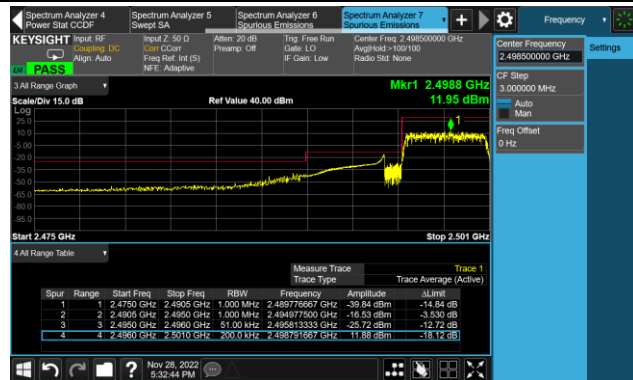 Spectrum Analyzer 4
Power Stat CCDF
Spectrum Analyzer 5
Swept SA
Spectrum Analyzer 6
Spurious Emissions
Spectrum Analyzer 7
Spurious Emissions
Frequency
KEYSIGHT
Input: RF
Coupling: DC
Align: Auto
Input Z: 50 Ω
Corr CCorr
Freq Ref: Int (S)
NFE: Adaptive
Atten: 20 dB
Preamp: Off
Trig: Free Run
Gate: LO
IF Gain: Low
Center Freq: 2.498500000 GHz
Avg|Hold:>100/100
Radio Std: None
PASS
Center Frequency
2.498500000 GHz
Settings
CF Step
3.000000 MHz
Auto
Man
Freq Offset
0 Hz
3 All Range Graph
Mkr1 2.4988 GHz
Scale/Div 15.0 dB
Ref Value 40.00 dBm
11.95 dBm
Log
25.0
10.0
-5.00
-20.0
-35.0
-50.0
-65.0
-80.0
-95.0
1
Start 2.475 GHz
Stop 2.501 GHz
4 All Range Table
Measure Trace Trace 1
Trace Type Trace Average (Active)
Spur Range Start Freq Stop Freq RBW Frequency Amplitude ΔLimit
1 1 2.4750 GHz 2.4905 GHz 1.000 MHz 2.489776667 GHz -39.84 dBm -14.84 dB
2 2 2.4905 GHz 2.4950 GHz 1.000 MHz 2.494977500 GHz -16.53 dBm -3.530 dB
3 3 2.4950 GHz 2.4960 GHz 51.00 kHz 2.495813333 GHz -25.72 dBm -12.72 dB
4 4 2.4960 GHz 2.5010 GHz 200.0 kHz 2.498791667 GHz 11.88 dBm -18.12 dB
Nov 28, 2022
5:32:44 PM